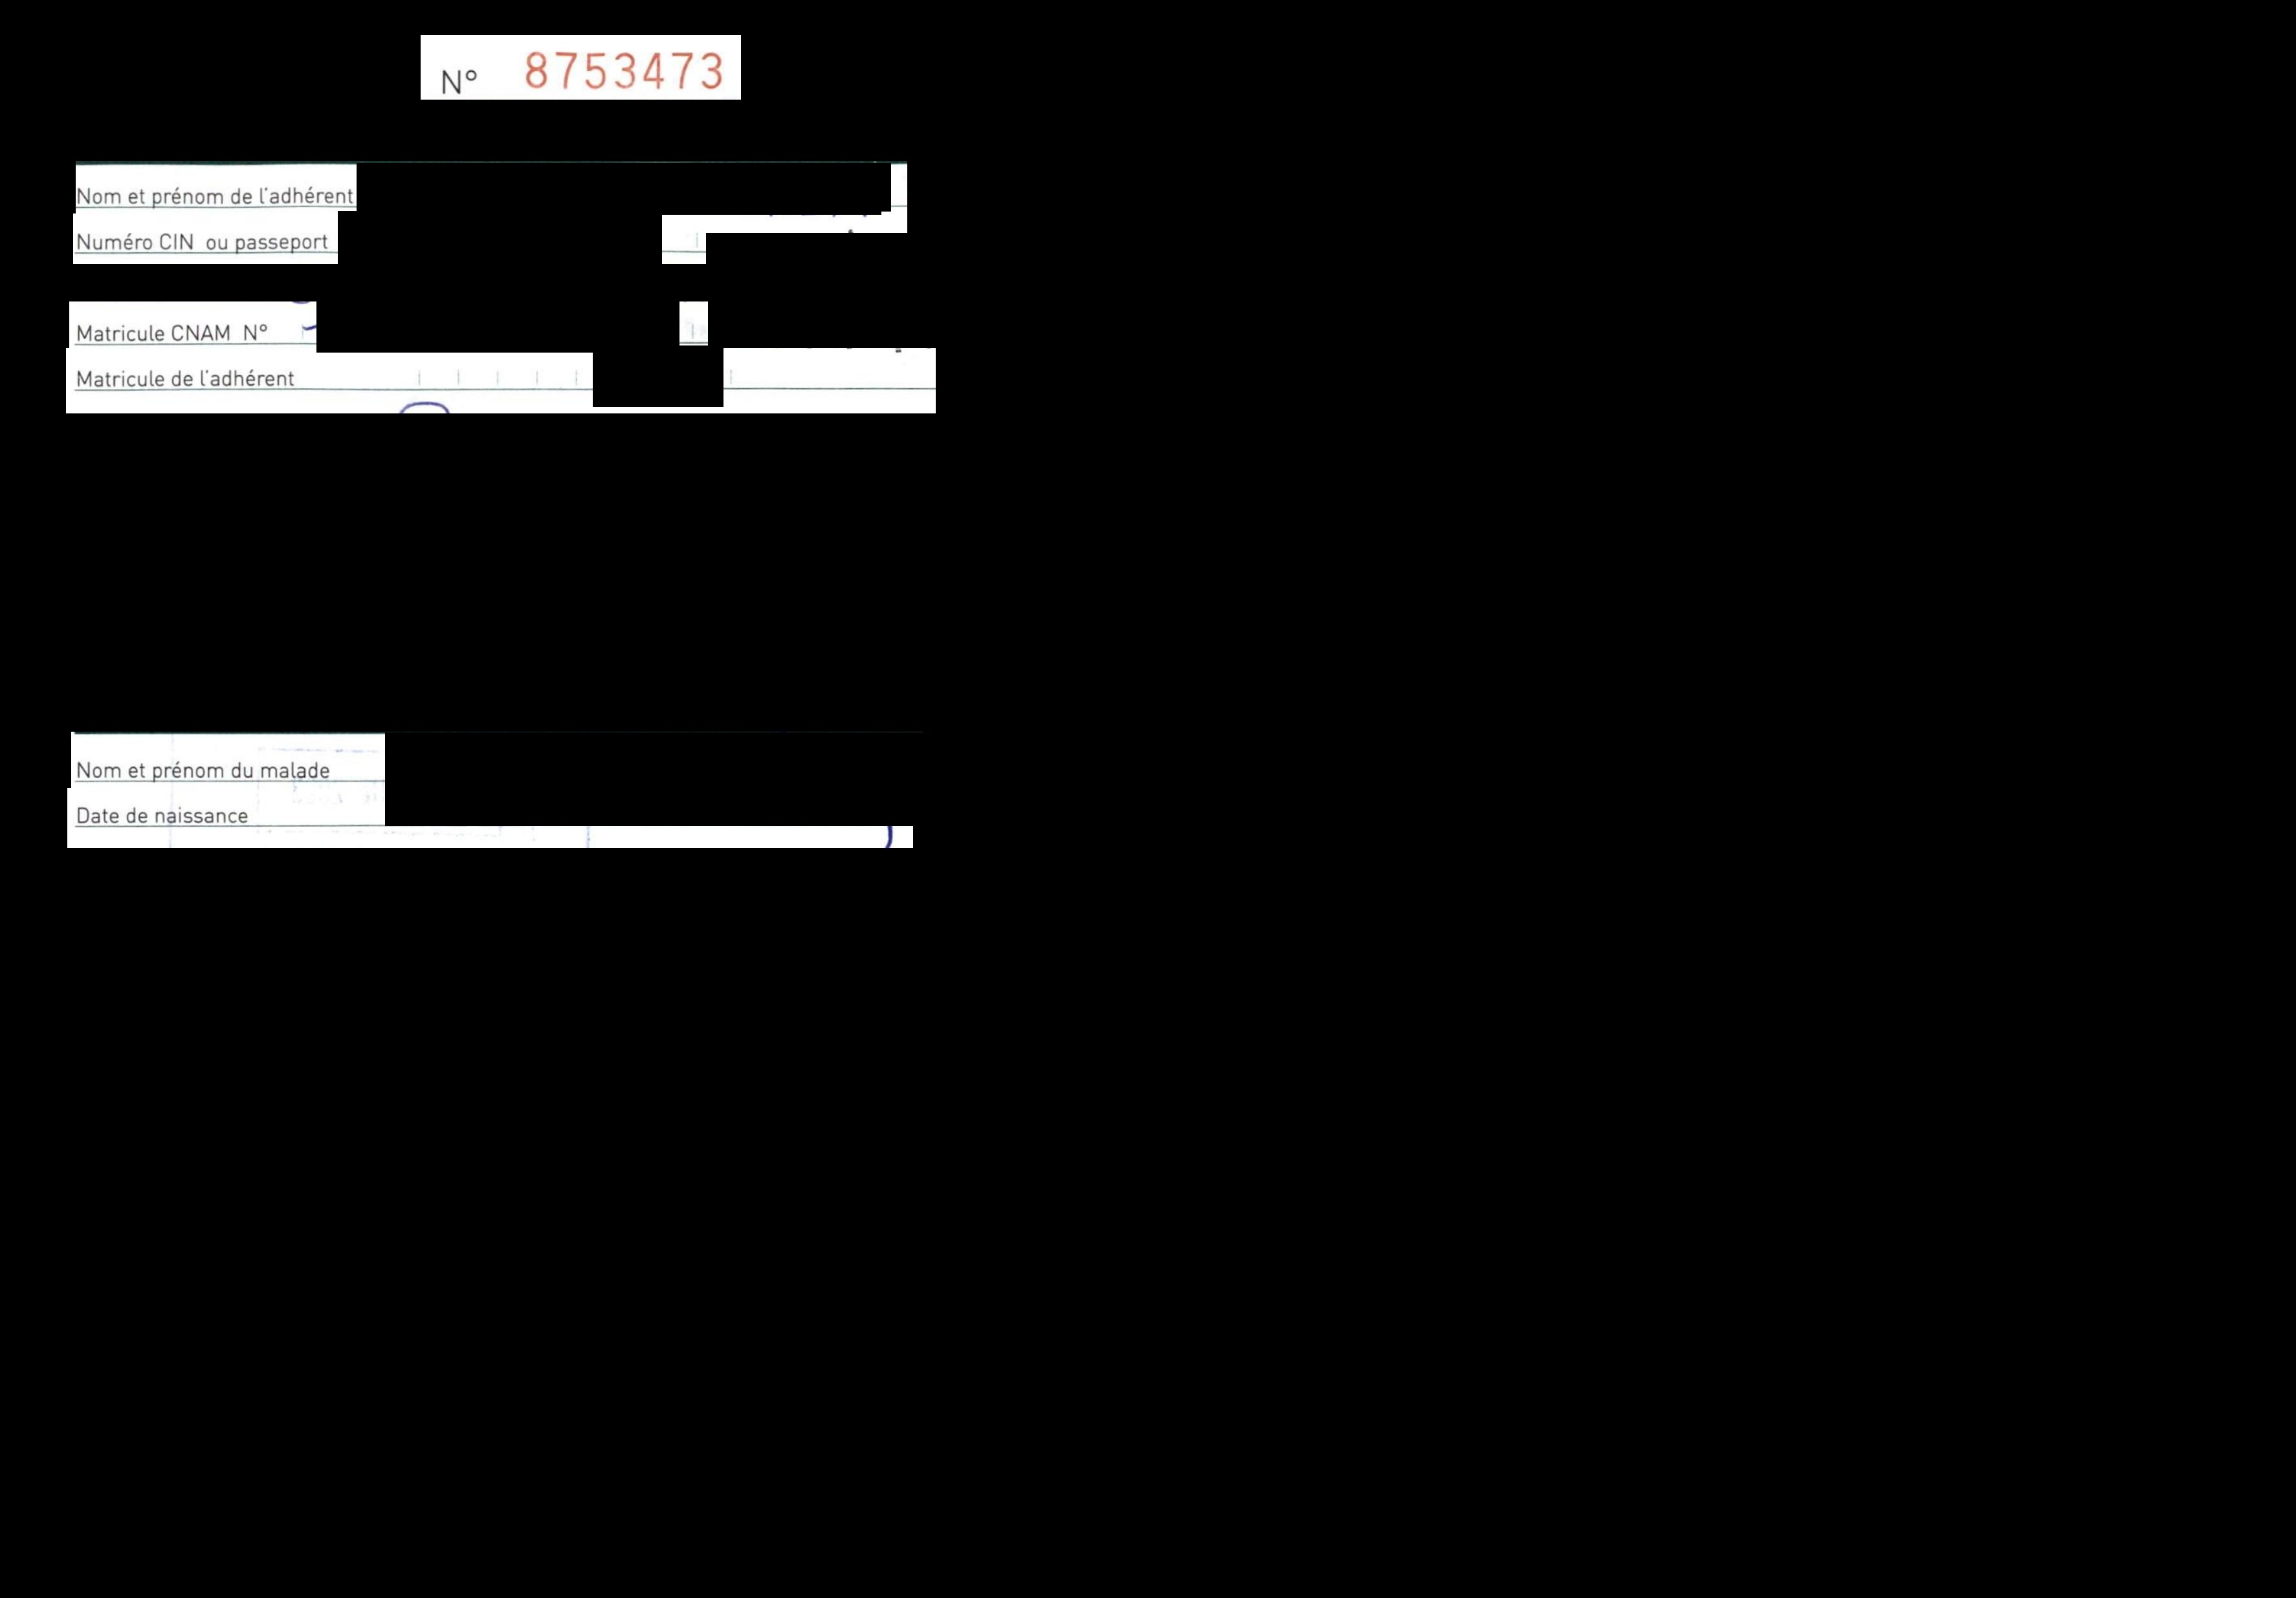 N° 8753473
Nom et prénom de l'adhérent
Numéro CIN ou passeport
Matricule CNAM N°
Matricule de l'adhérent
Nom et prénom du malade
Date de naissance